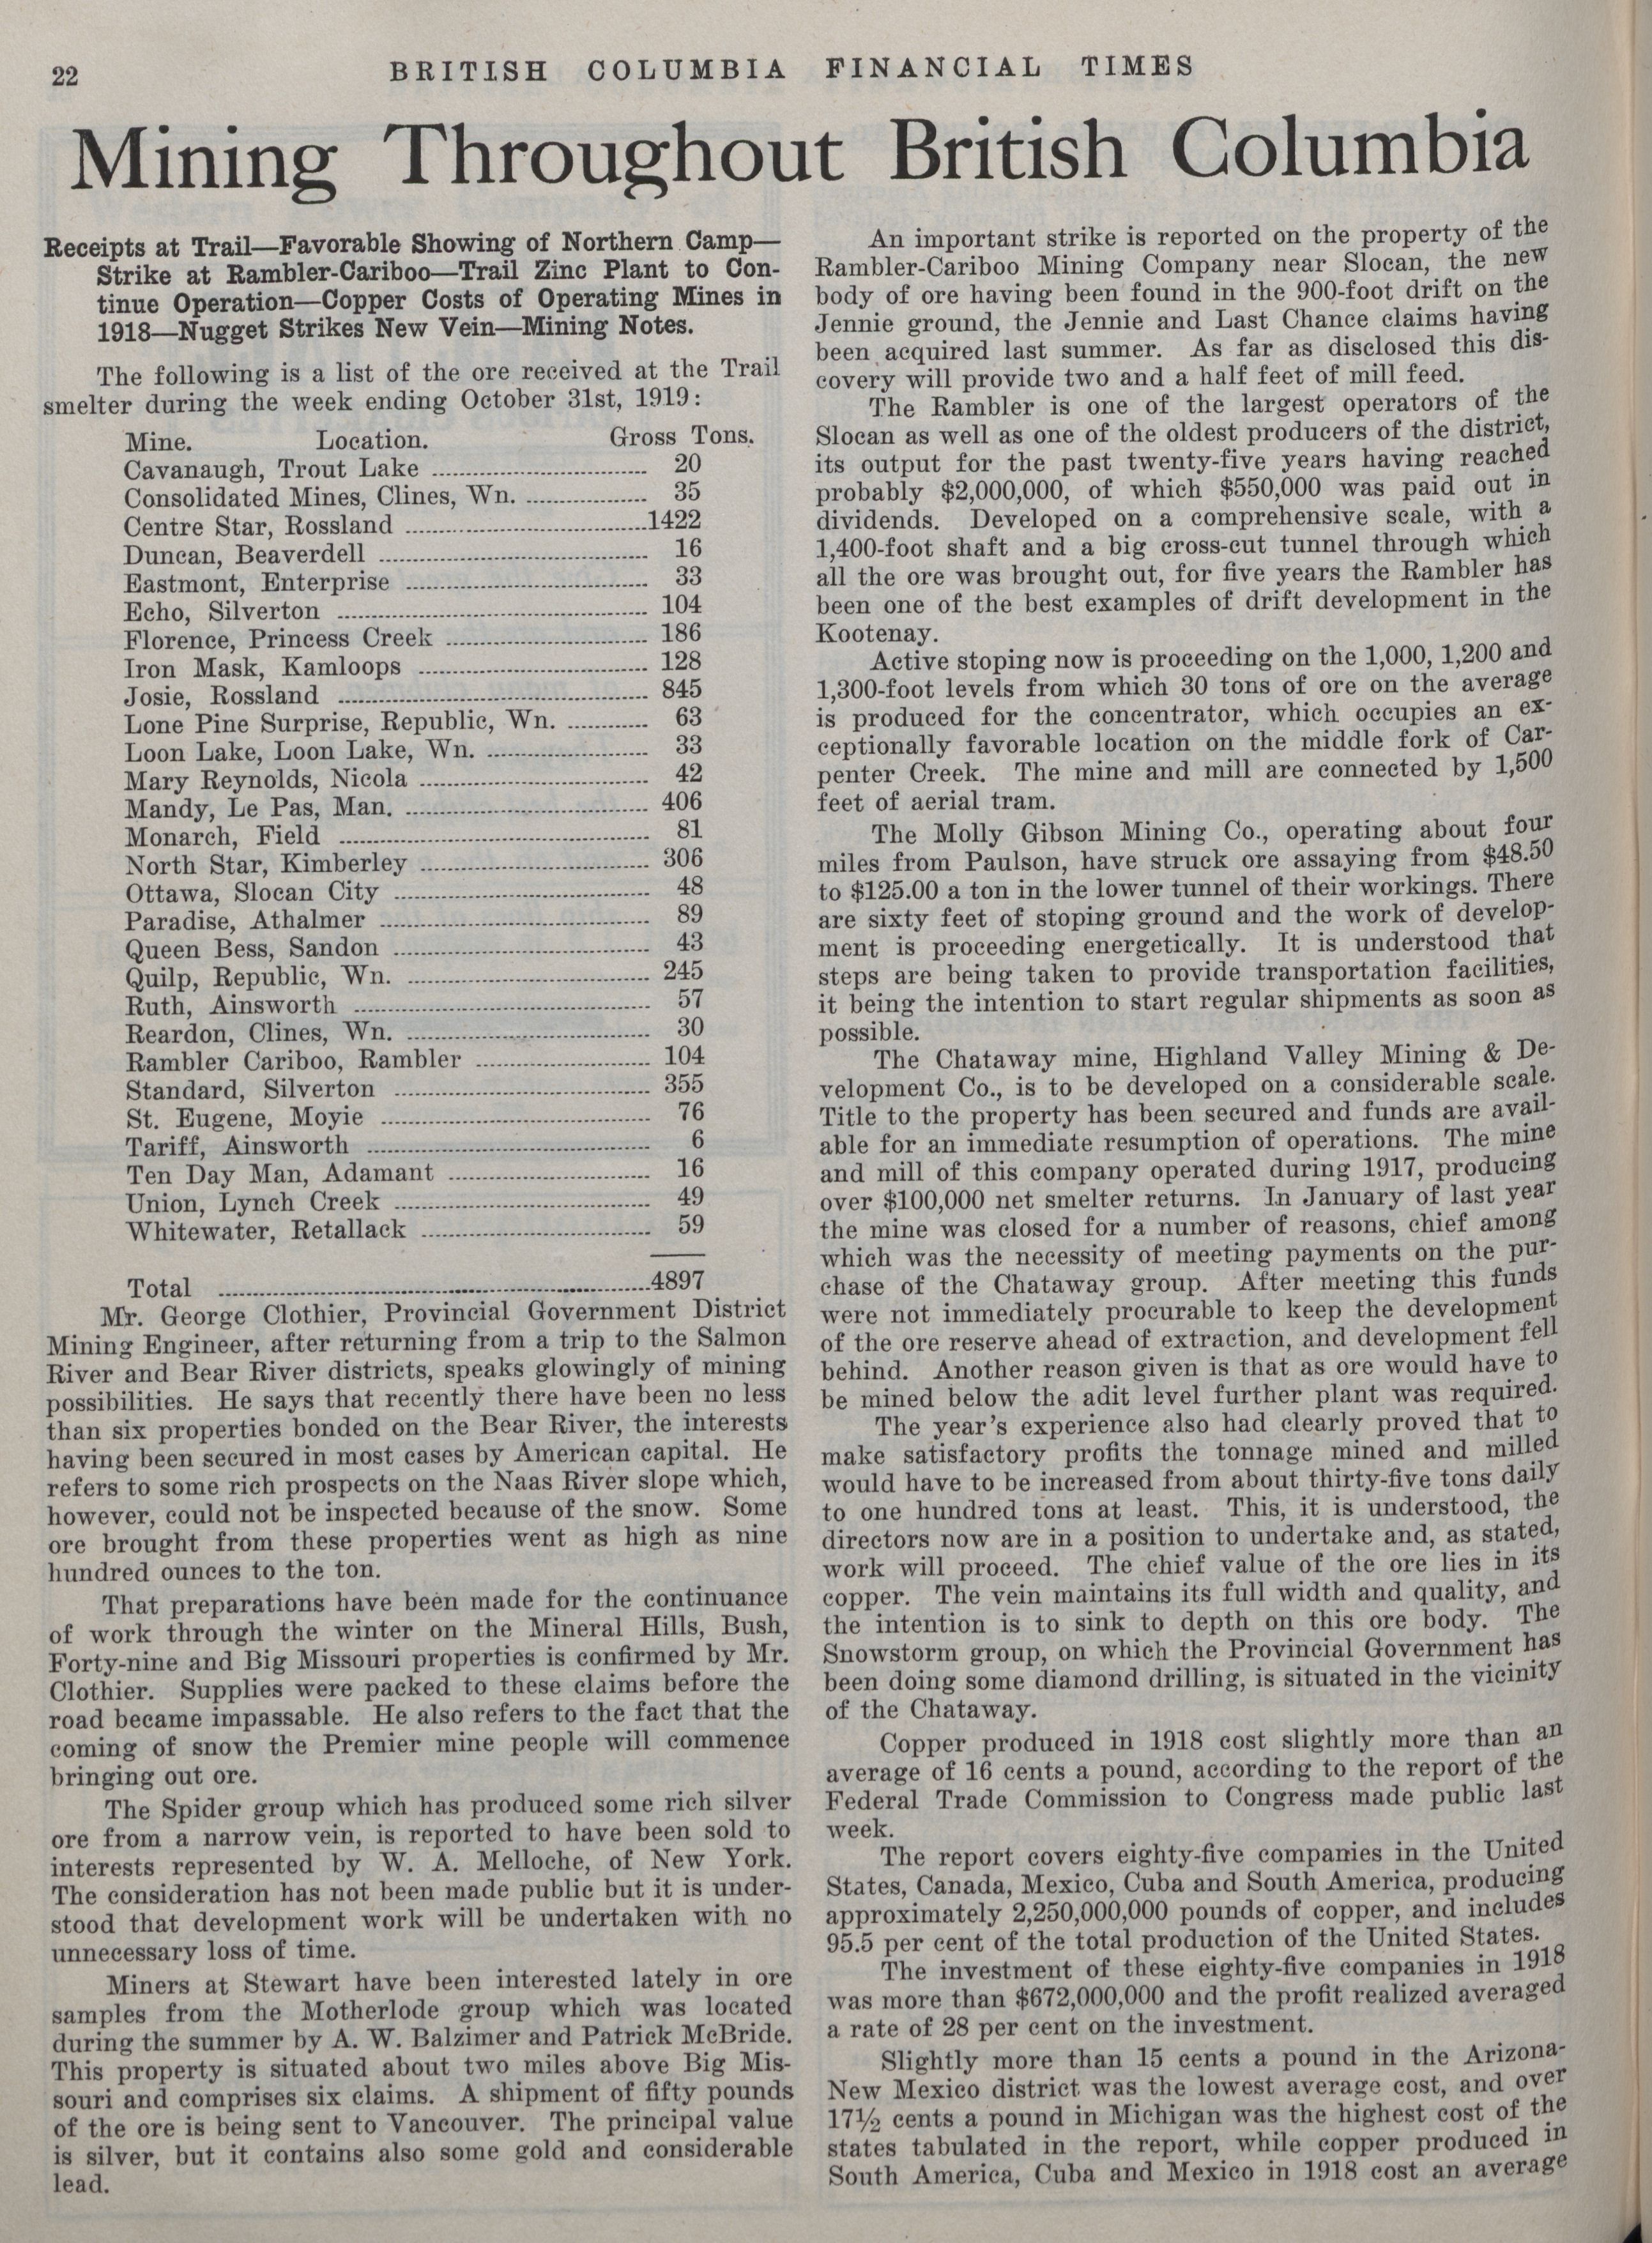 22
BRITISH COLUMBIA FINANCIAL TIMES
Mining Throughout British Columbia
Receipts at Trail—Favorable Showing of Northern Camp—
Strike at Rambler-Cariboo—Trail Zinc Plant to Con-
tinue Operation—Copper Costs of Operating Mines in
1918—Nugget Strikes New Vein—Mining Notes.
The following is a list of the ore received at the Trail
smelter during the week ending October 31st, 1919:
Mine. Location. Gross Tons.
Cavanaugh, Trout Lake 20
Consolidated Mines, Clines, Wn. 35
Centre Star, Rossland 1422
Duncan, Beaverdell 16
Eastmont, Enterprise 33
Echo, Silverton 104
Florence, Princess Creek 186
Iron Mask, Kamloops 128
Josie, Rossland 845
Lone Pine Surprise, Republic, Wn. 63
Loon Lake, Loon Lake, Wn. 33
Mary Reynolds, Nicola 42
Mandy, Le Pas, Man. 406
Monarch, Field 81
North Star, Kimberley 306
Ottawa, Slocan City 48
Paradise, Athalmer 89
Queen Bess, Sandon 43
Quilp, Republic, Wn. 245
Ruth, Ainsworth 57
Reardon, Clines, Wn. 30
Rambler Cariboo, Rambler 104
Standard, Silverton 355
St. Eugene, Moyie 76
Tariff, Ainsworth 6
Ten Day Man, Adamant 16
Union, Lynch Creek 49
Whitewater, Retallack 59
Total 4897
Mr. George Clothier, Provincial Government District
Mining Engineer, after returning from a trip to the Salmon
River and Bear River districts, speaks glowingly of mining
possibilities. He says that recently there have been no less
than six properties bonded on the Bear River, the interests
having been secured in most cases by American capital. He
refers to some rich prospects on the Naas River slope which,
however, could not be inspected because of the snow. Some
ore brought from these properties went as high as nine
hundred ounces to the ton.
That preparations have been made for the continuance
of work through the winter on the Mineral Hills, Bush,
Forty-nine and Big Missouri properties is confirmed by Mr.
Clothier. Supplies were packed to these claims before the
road became impassable. He also refers to the fact that the
coming of snow the Premier mine people will commence
bringing out ore.
The Spider group which has produced some rich silver
ore from a narrow vein, is reported to have been sold to
interests represented by W. A. Melloche, of New York.
The consideration has not been made public but it is under-
stood that development work will be undertaken with no
unnecessary loss of time.
Miners at Stewart have been interested lately in ore
samples from the Motherlode group which was located
during the summer by A. W. Balzimer and Patrick McBride.
This property is situated about two miles above Big Mis-
souri and comprises six claims. A shipment of fifty pounds
of the ore is being sent to Vancouver. The principal value
is silver, but it contains also some gold and considerable
lead.
An important strike is reported on the property of the
Rambler-Cariboo Mining Company near Slocan, the new
body of ore having been found in the 900-foot drift on the
Jennie ground, the Jennie and Last Chance claims having
been acquired last summer. As far as disclosed this dis-
covery will provide two and a half feet of mill feed.
The Rambler is one of the largest operators of the
Slocan as well as one of the oldest producers of the district,
its output for the past twenty-five years having reached
probably $2,000,000, of which $550,000 was paid out in
dividends. Developed on a comprehensive scale, with a
1,400-foot shaft and a big cross-cut tunnel through which
all the ore was brought out, for five years the Rambler has
been one of the best examples of drift development in the
Kootenay.
Active stoping now is proceeding on the 1,000, 1,200 and
1,300-foot levels from which 30 tons of ore on the average
is produced for the concentrator, which occupies an ex-
ceptionally favorable location on the middle fork of Car-
penter Creek. The mine and mill are connected by 1,500
feet of aerial tram.
The Molly Gibson Mining Co., operating about four
miles from Paulson, have struck ore assaying from $48.50
to $125.00 a ton in the lower tunnel of their workings. There
are sixty feet of stoping ground and the work of develop-
ment is proceeding energetically. It is understood that
steps are being taken to provide transportation facilities,
it being the intention to start regular shipments as soon as
possible.
The Chataway mine, Highland Valley Mining & De-
velopment Co., is to be developed on a considerable scale.
Title to the property has been secured and funds are avail-
able for an immediate resumption of operations. The mine
and mill of this company operated during 1917, producing
over $100,000 net smelter returns. In January of last year
the mine was closed for a number of reasons, chief among
which was the necessity of meeting payments on the pur-
chase of the Chataway group. After meeting this funds
were not immediately procurable to keep the development
of the ore reserve ahead of extraction, and development fell
behind. Another reason given is that as ore would have to
be mined below the adit level further plant was required.
The year's experience also had clearly proved that to
make satisfactory profits the tonnage mined and milled
would have to be increased from about thirty-five tons daily
to one hundred tons at least. This, it is understood, the
directors now are in a position to undertake and, as stated,
work will proceed. The chief value of the ore lies in its
copper. The vein maintains its full width and quality, and
the intention is to sink to depth on this ore body. The
Snowstorm group, on which the Provincial Government has
been doing some diamond drilling, is situated in the vicinity
of the Chataway.
Copper produced in 1918 cost slightly more than an
average of 16 cents a pound, according to the report of the
Federal Trade Commission to Congress made public last
week.
The report covers eighty-five companies in the United
States, Canada, Mexico, Cuba and South America, producing
approximately 2,250,000,000 pounds of copper, and includes
95.5 per cent of the total production of the United States.
The investment of these eighty-five companies in 1918
was more than $672,000,000 and the profit realized averaged
a rate of 28 per cent on the investment.
Slightly more than 15 cents a pound in the Arizona-
New Mexico district was the lowest average cost, and over
17½ cents a pound in Michigan was the highest cost of the
states tabulated in the report, while copper produced in
South America, Cuba and Mexico in 1918 cost an average